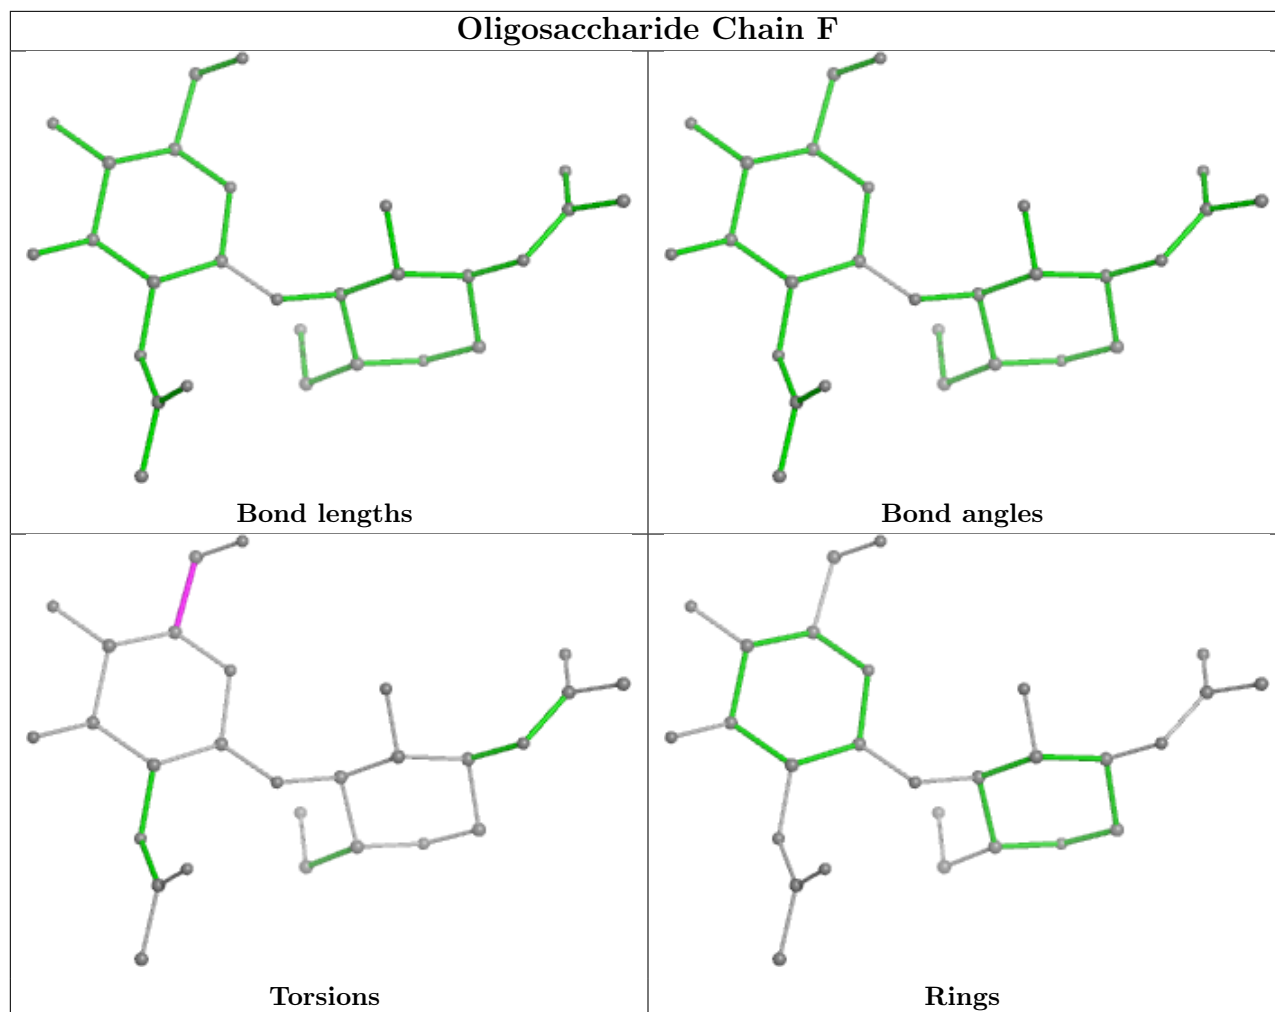 Oligosaccharide Chain F
Bond lengths
Bond angles
Torsions
Rings